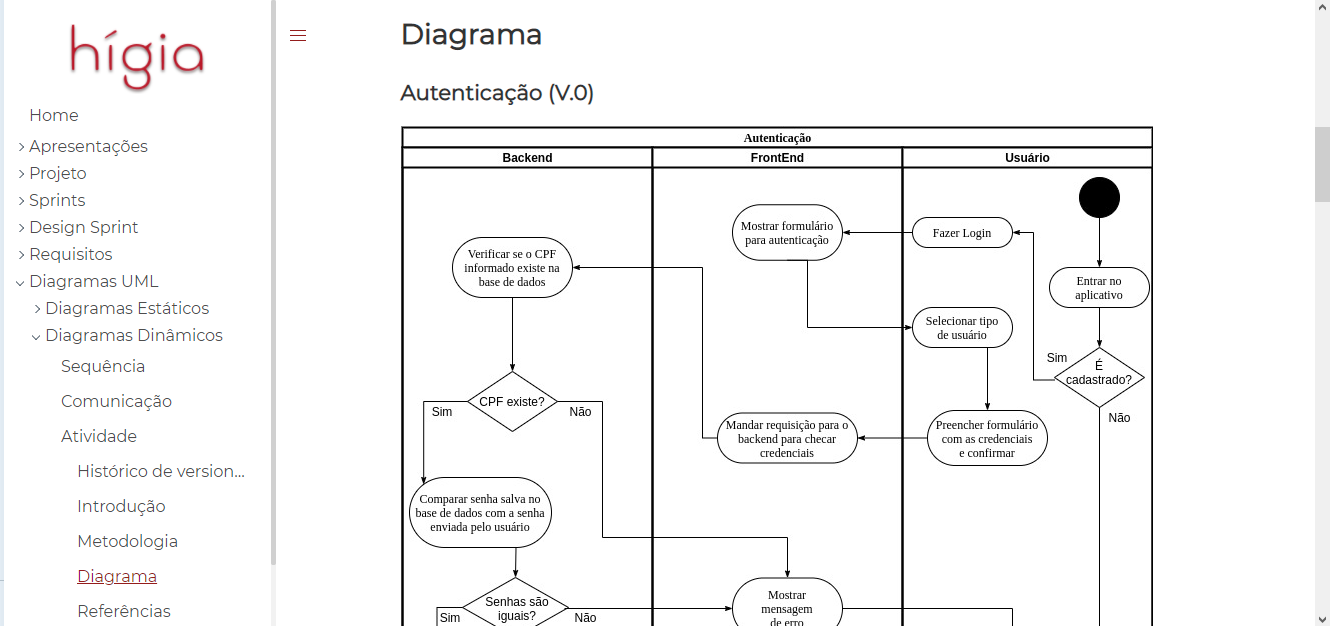 hígia
Home
Apresentações
Projeto
Sprints
Design Sprint
Requisitos
Diagramas UML
Diagramas Estáticos
Diagramas Dinâmicos
Sequência
Comunicação
Atividade
Histórico de version...
Introdução
Metodologia
Diagrama
Referências
Diagrama
Autenticação (V.0)
Autenticação
Backend
FrontEnd
Usuário
Entrar no
aplicativo
É
cadastrado?
Sim
Não
Fazer Login
Mostrar formulário
para autenticação
Selecionar tipo
de usuário
Preencher formulário
com as credenciais
e confirmar
Mandar requisição para o
backend para checar
credenciais
Verificar se o CPF
informado existe na
base de dados
CPF existe?
Sim
Não
Comparar senha salva no
base de dados com a senha
enviada pelo usuário
Senhas são
iguais?
Sim
Não
Mostrar
mensagem
de erro